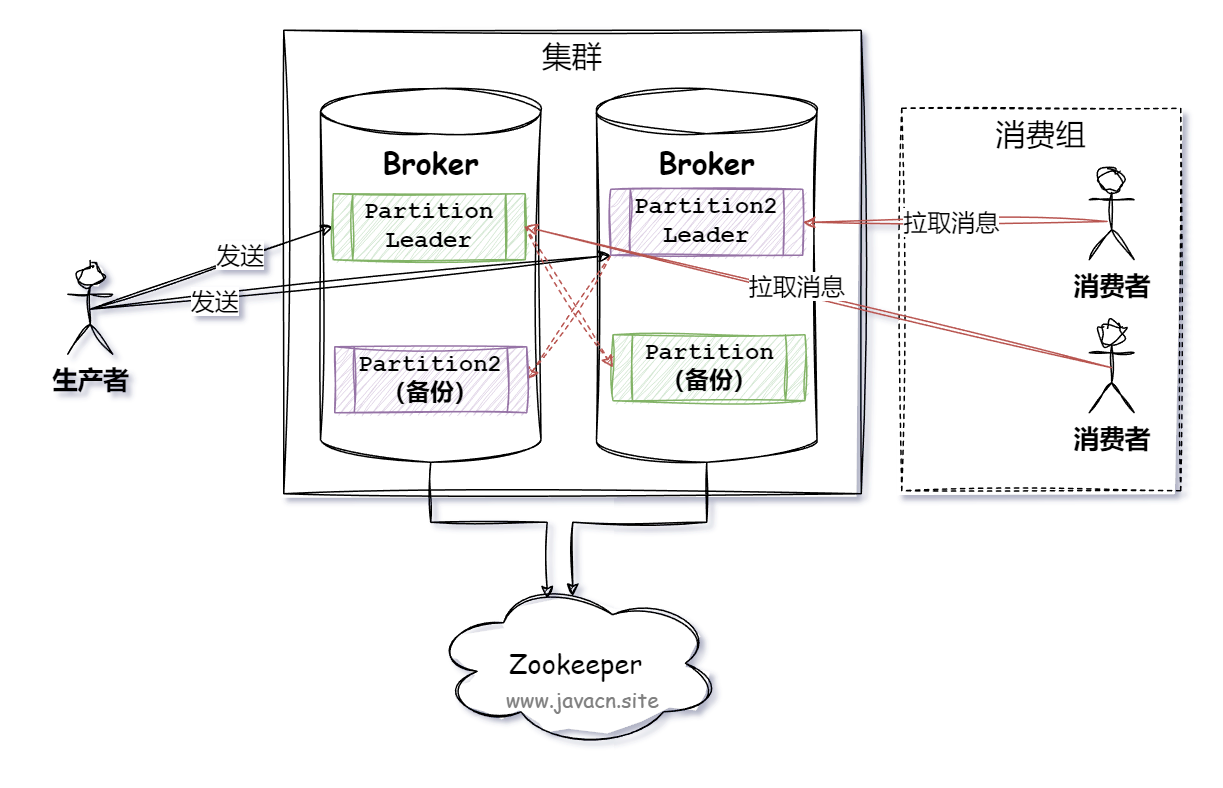 集群
消费组
Broker
Broker
Partition
Leader
Partition2
Leader
拉取消息
发送
拉取消息
发送
消费者
生产者
Partition2
(备份)
Partition
(备份)
消费者
Zookeeper
www.javacn.site